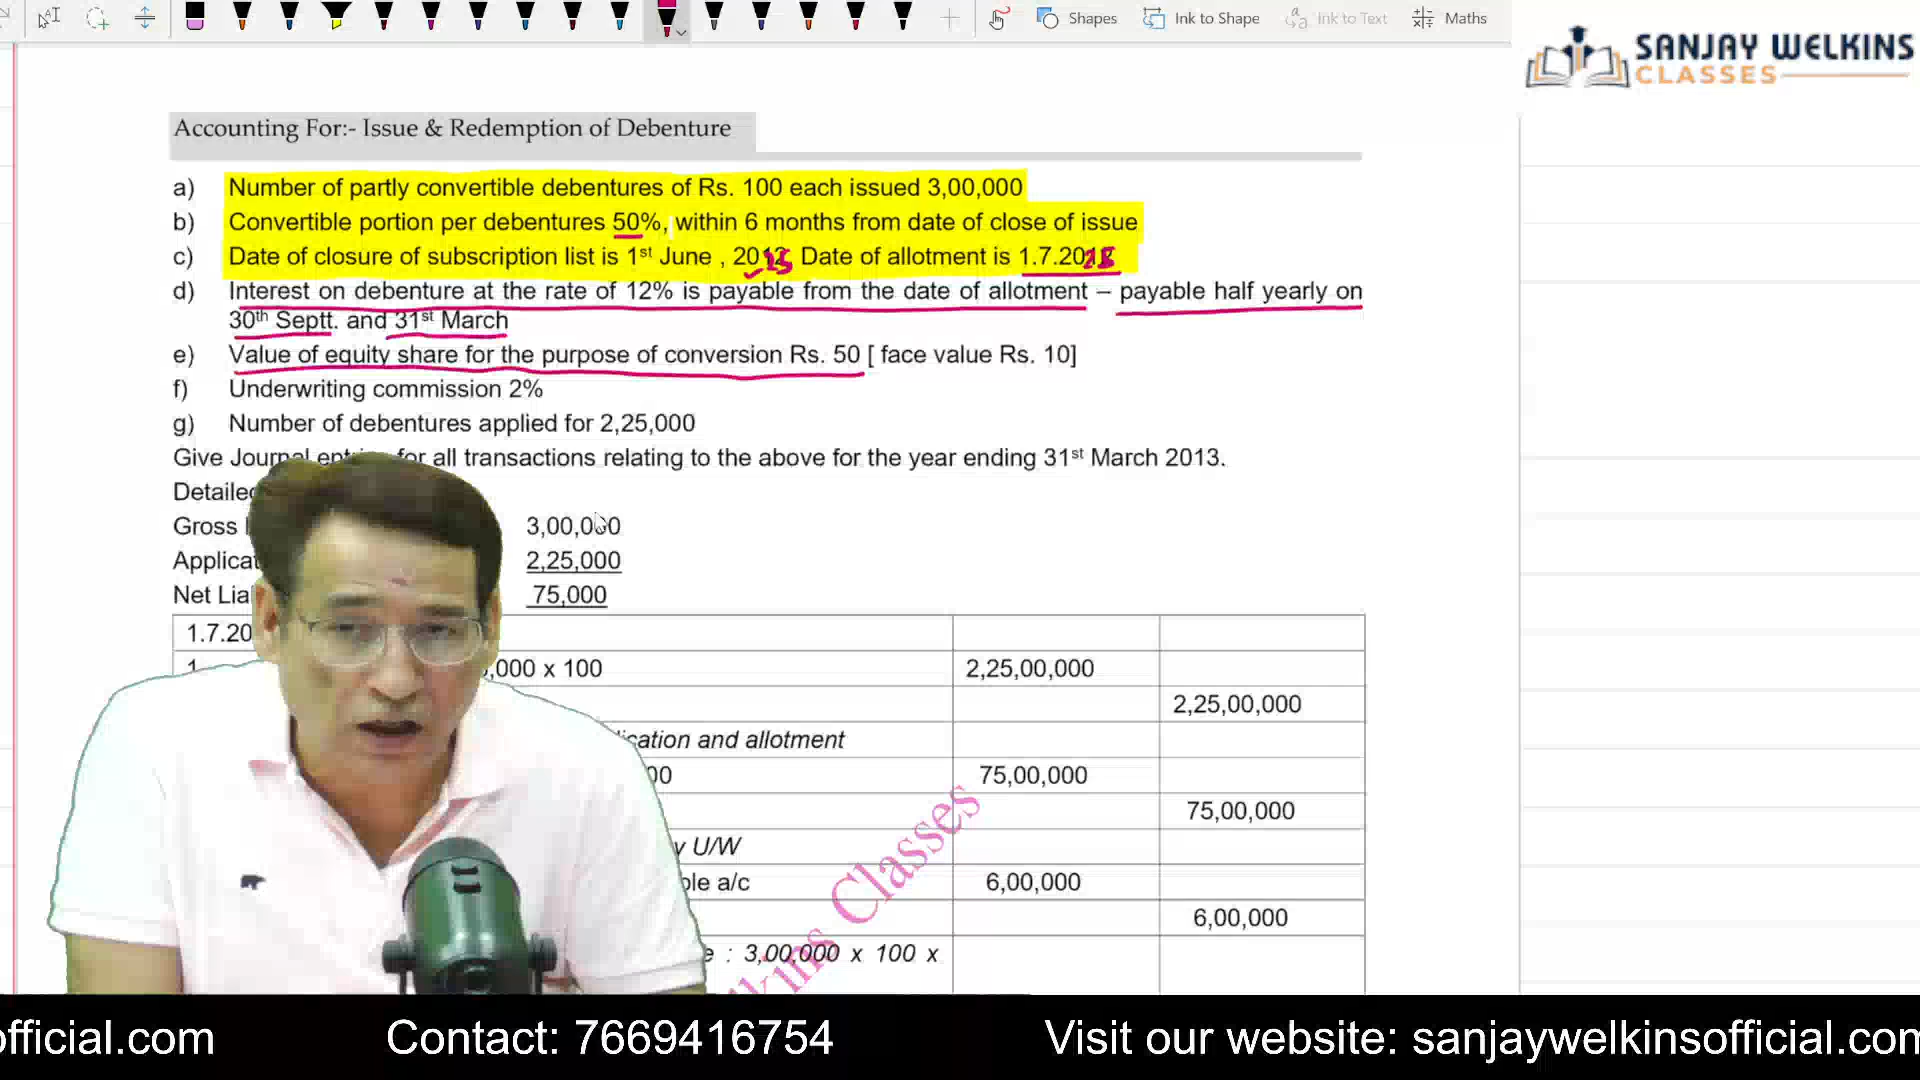 Shapes Ink to Shape Ink to Text Maths
SANJAY WELKINS
CLASSES
Accounting For:- Issue & Redemption of Debenture
a) Number of partly convertible debentures of Rs. 100 each issued 3,00,000
b) Convertible portion per debentures 50%, within 6 months from date of close of issue
c) Date of closure of subscription list is 1st June , Date of allotment is
d) Interest on debenture at the rate of 12% is payable from the date of allotment – payable half yearly on
30th Septt. and 31st March
e) Value of equity share for the purpose of conversion Rs. 50 [ face value Rs. 10]
f) Underwriting commission 2%
g) Number of debentures applied for 2,25,000
Give Journal for all transactions relating to the above for the year ending 31st March 2013.
Detailed
Gross 3,00,000
2,25,000
Net 75,000
1.7.20
,000 x 100 2,25,00,000
2,25,00,000
and allotment
00 75,00,000
75,00,000
y U/W
a/c 6,00,000
6,00,000
e : 3,00,000 x 100 x
Classes
official.com Contact: 7669416754 Visit our website: sanjaywelkinsofficial.com